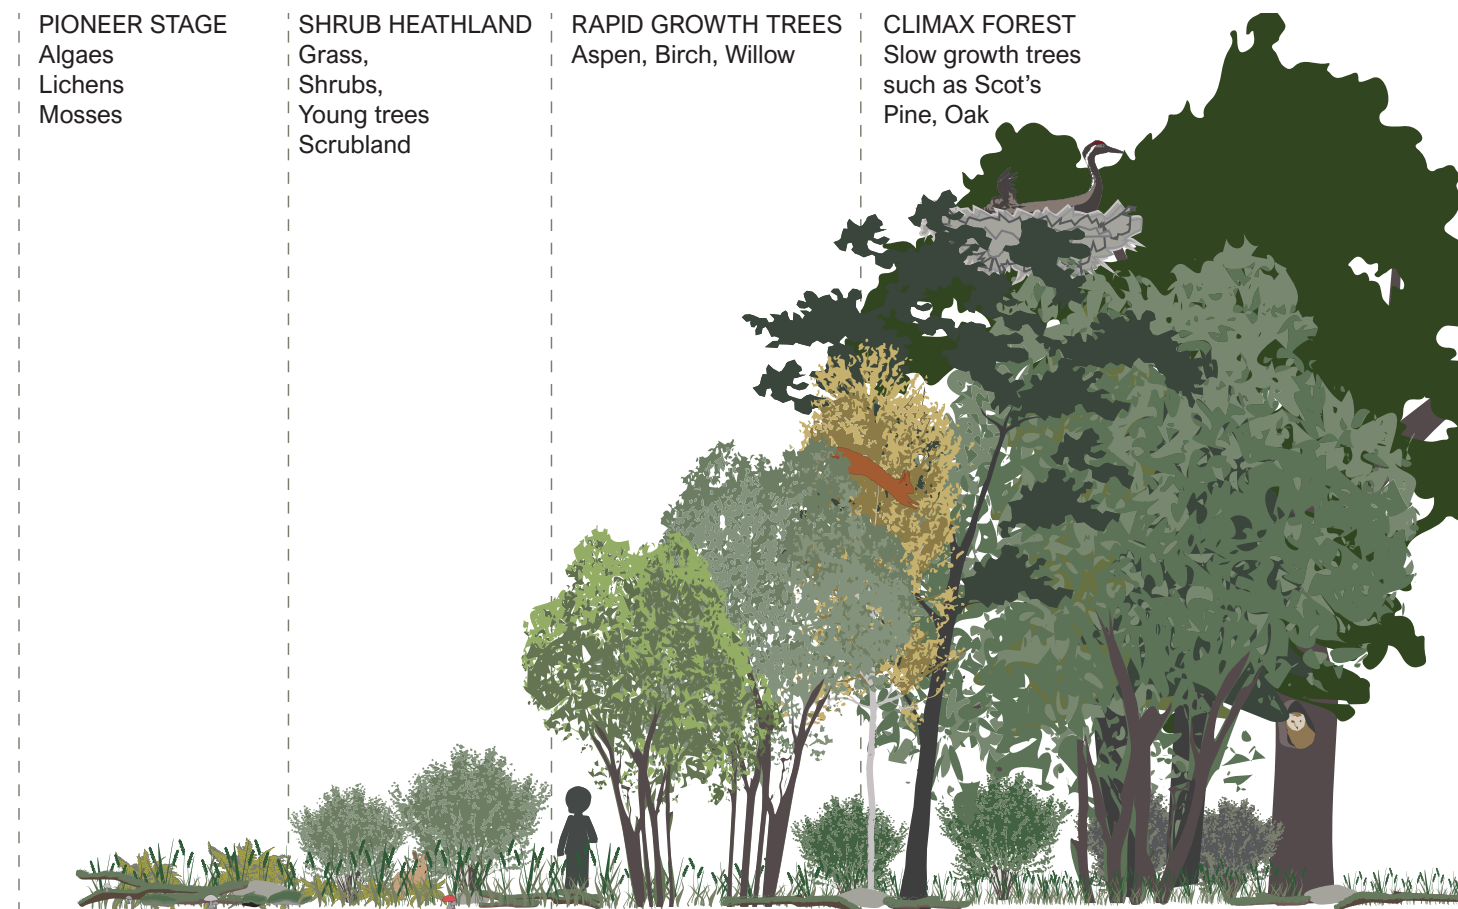 PIONEER STAGE
Algaes
Lichens
Mosses
SHRUB HEATHLAND
Grass,
Shrubs,
Young trees
Scrubland
RAPID GROWTH TREES
Aspen, Birch, Willow
CLIMAX FOREST
Slow growth trees
such as Scot's
Pine, Oak